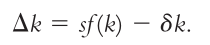 Δk = sf(k) − δk.